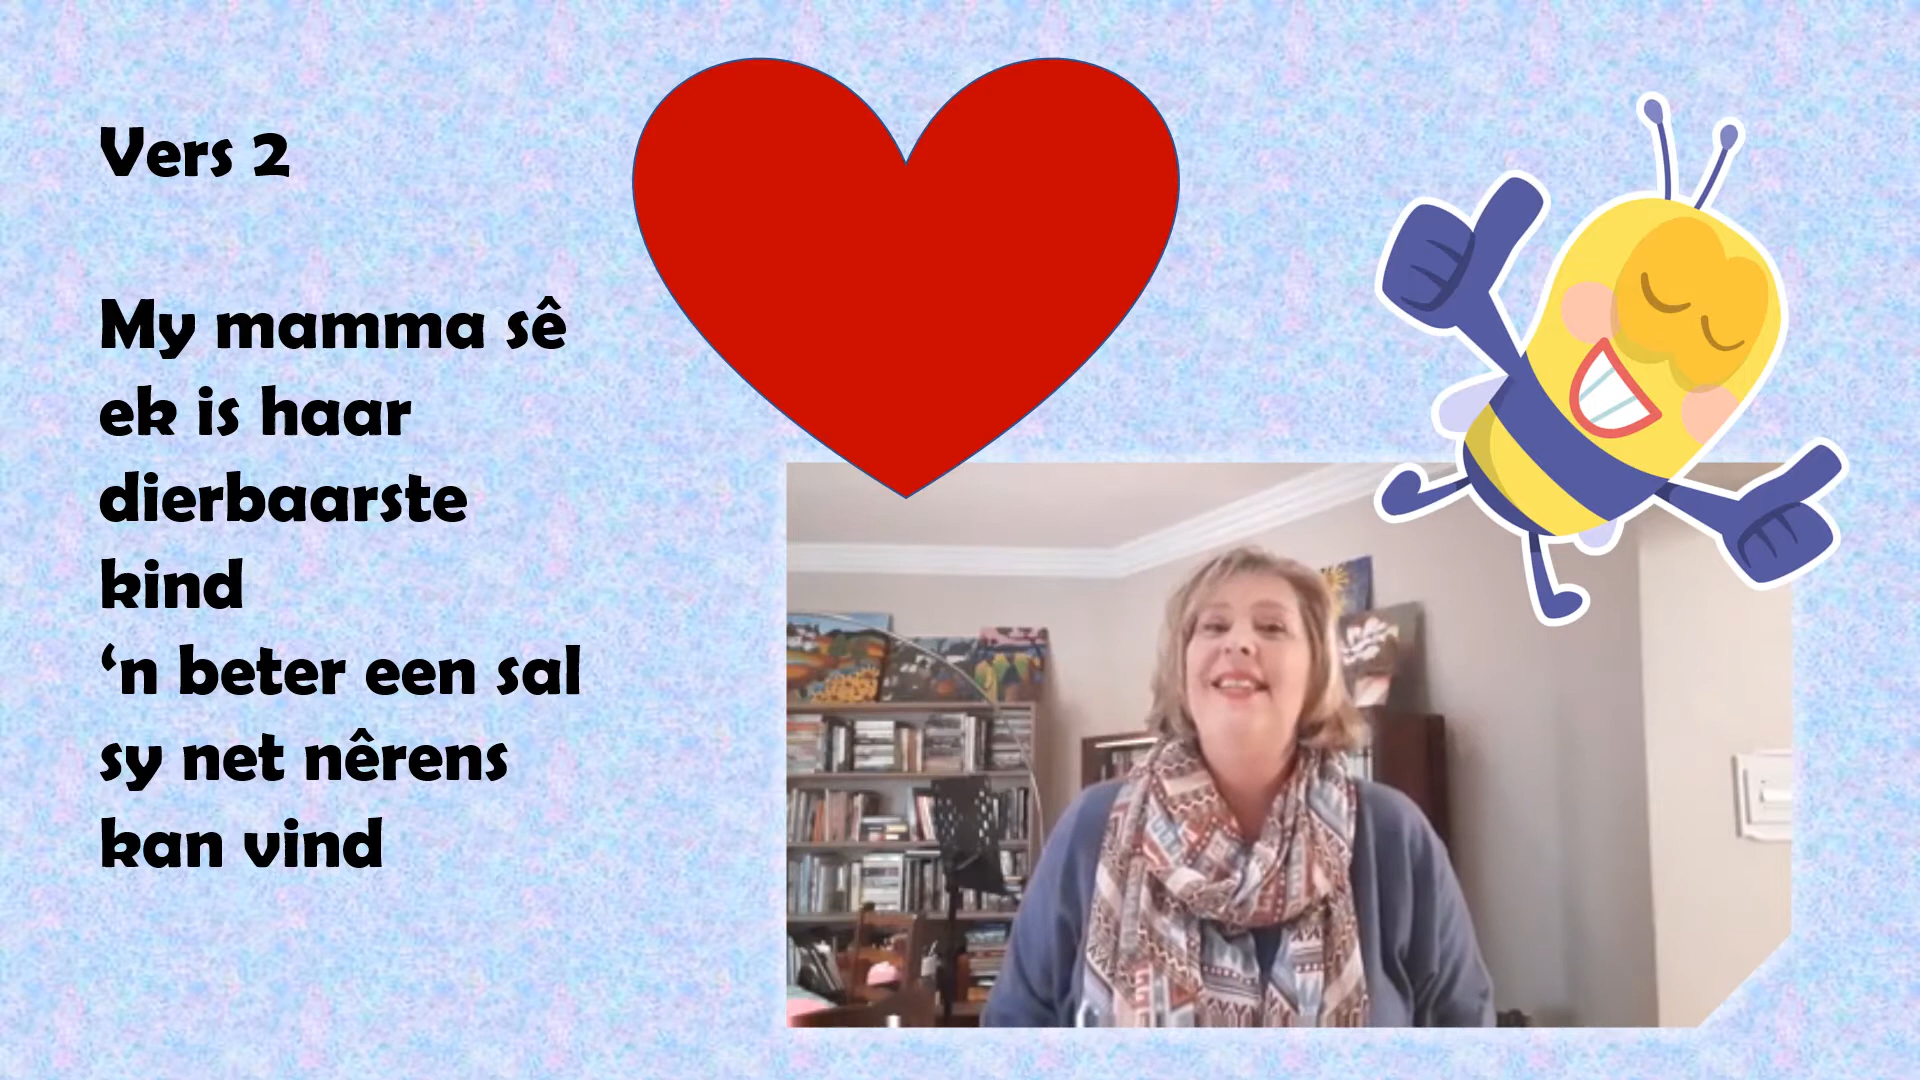 Vers 2
My mamma sê
ek is haar
dierbaarste
kind
‘n beter een sal
sy net nêrens
kan vind